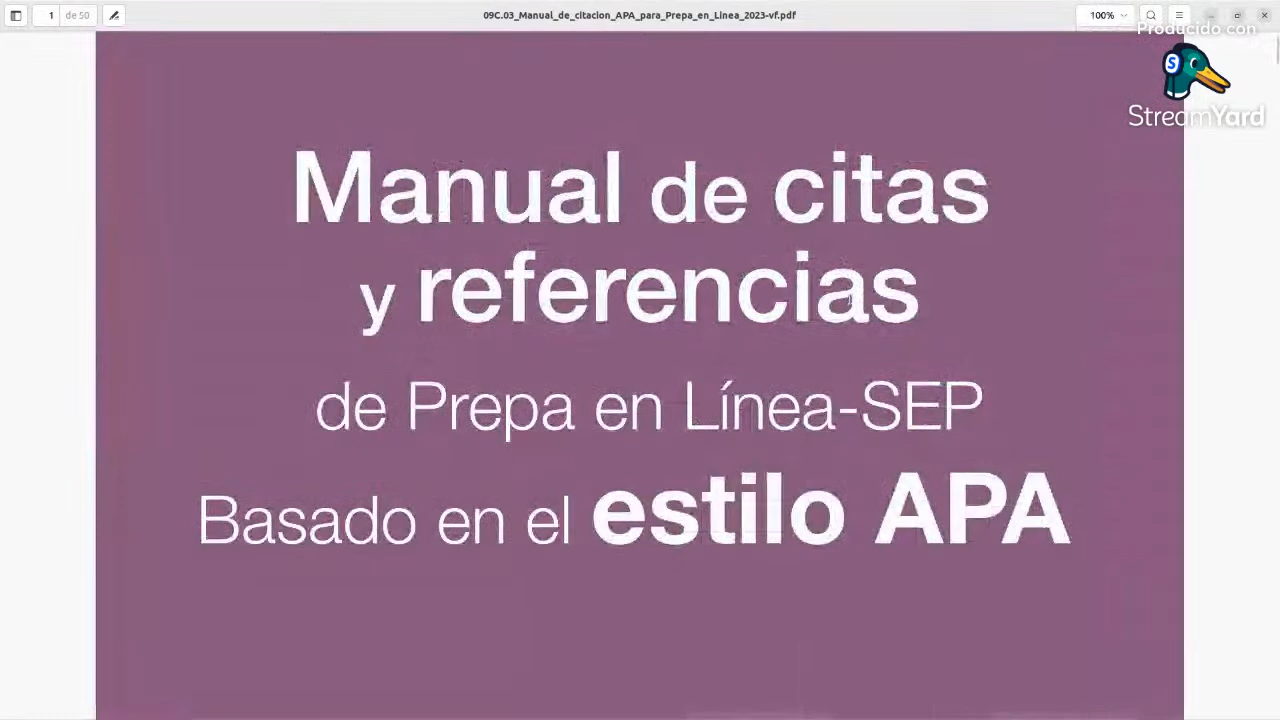 1 de 50
09C.03_Manual_de_citacion_APA_para_Prepa_en_Linea_2023-vf.pdf
100%
Producido con
S
StreamYard
Manual de citas
y referencias
de Prepa en Línea-SEP
Basado en el estilo APA